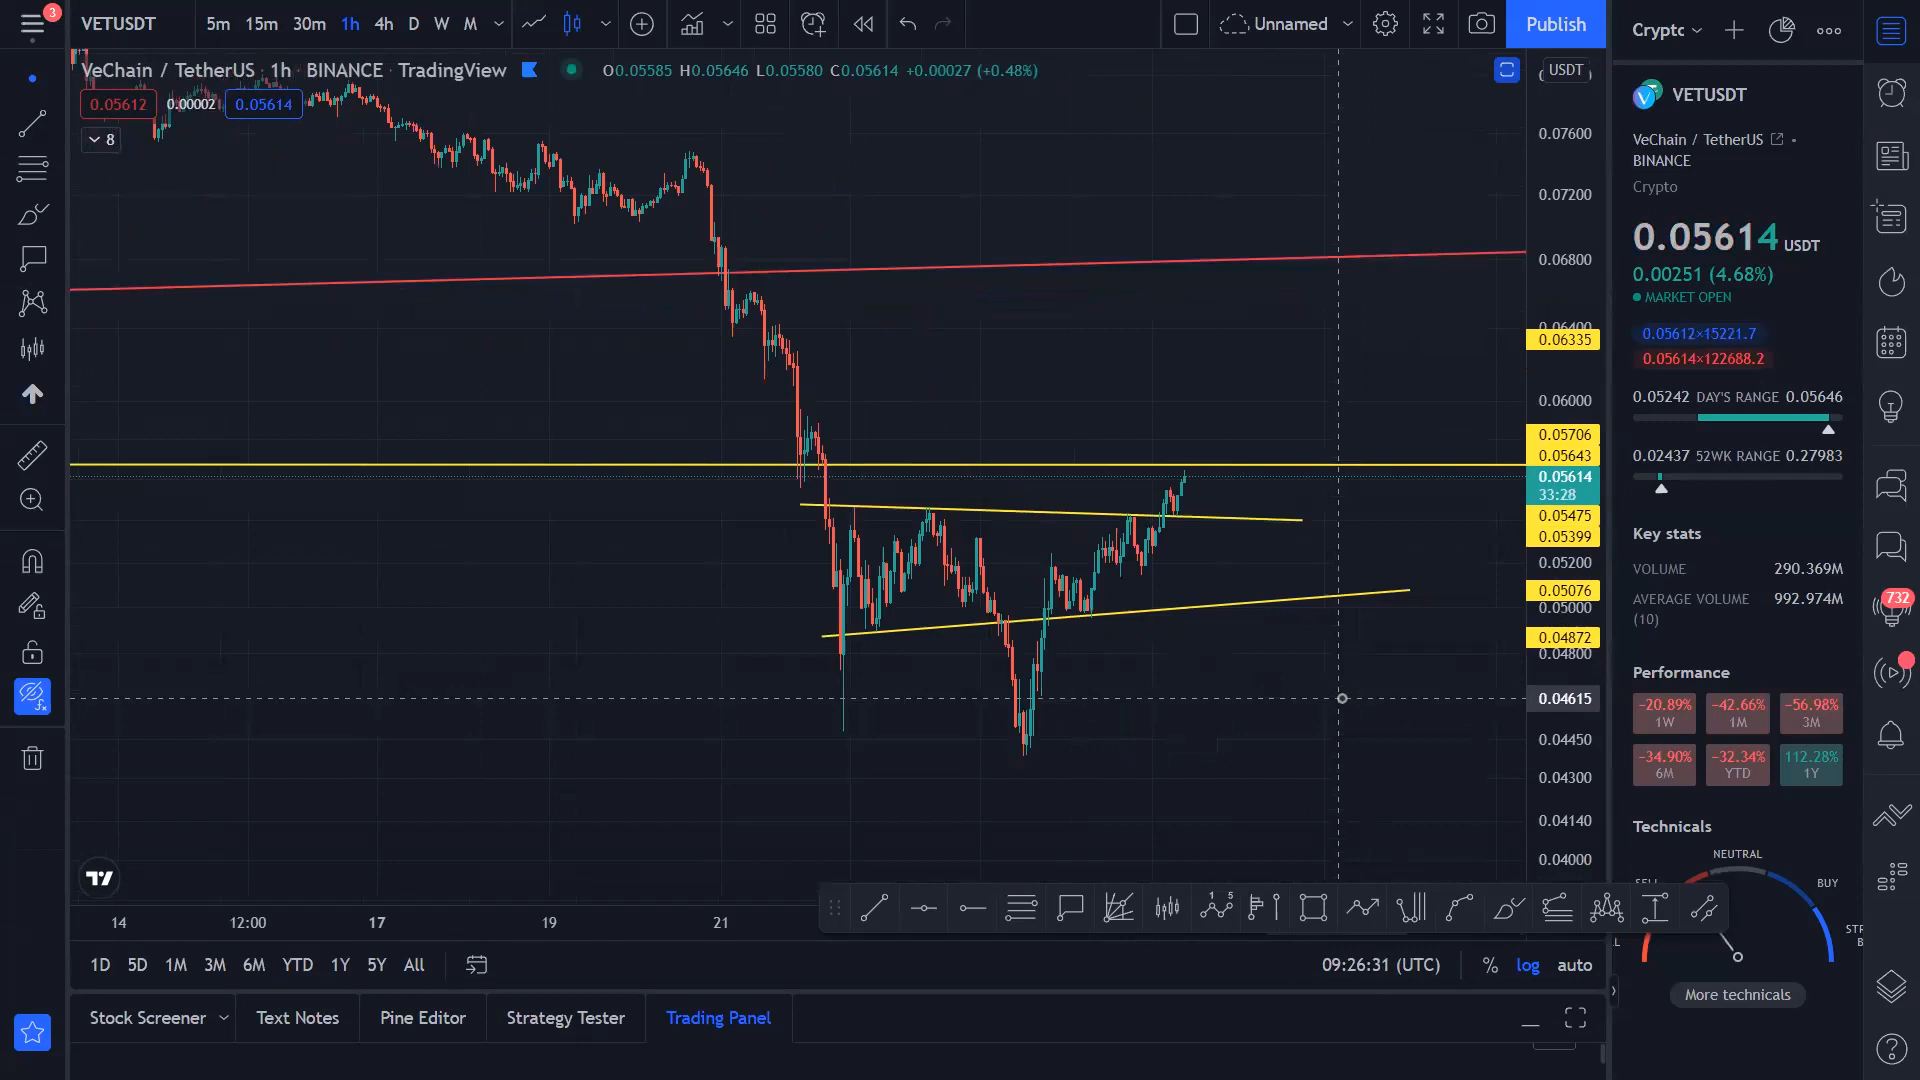 3
VETUSDT
5m 15m 30m 1h 4h D W M
Unnamed
Publish
Crypto
VeChain / TetherUS · 1h · BINANCE · TradingView
O0.05585 H0.05646 L0.05580 C0.05614 +0.00027 (+0.48%)
USDT
0.05612 0.00002 0.05614
8
0.07600
0.07200
0.06800
0.06400
0.06335
0.06000
0.05706
0.05643
0.05614
33:28
0.05475
0.05399
0.05200
0.05076
0.05000
0.04872
0.04800
0.04615
0.04450
0.04300
0.04140
0.04000
14 12:00 17 19 21
1D 5D 1M 3M 6M YTD 1Y 5Y All
09:26:31 (UTC)
% log auto
Stock Screener Text Notes Pine Editor Strategy Tester Trading Panel
VETUSDT
VeChain / TetherUS
BINANCE
Crypto
0.05614 USDT
0.00251 (4.68%)
MARKET OPEN
0.05612×15221.7
0.05614×122688.2
0.05242 DAY'S RANGE 0.05646
0.02437 52WK RANGE 0.27983
Key stats
VOLUME 290.369M
AVERAGE VOLUME 992.974M
(10)
Performance
−20.89% −42.66% −56.98%
1W 1M 3M
−34.90% −32.34% 112.28%
6M YTD 1Y
Technicals
NEUTRAL
SELL BUY
More technicals
732